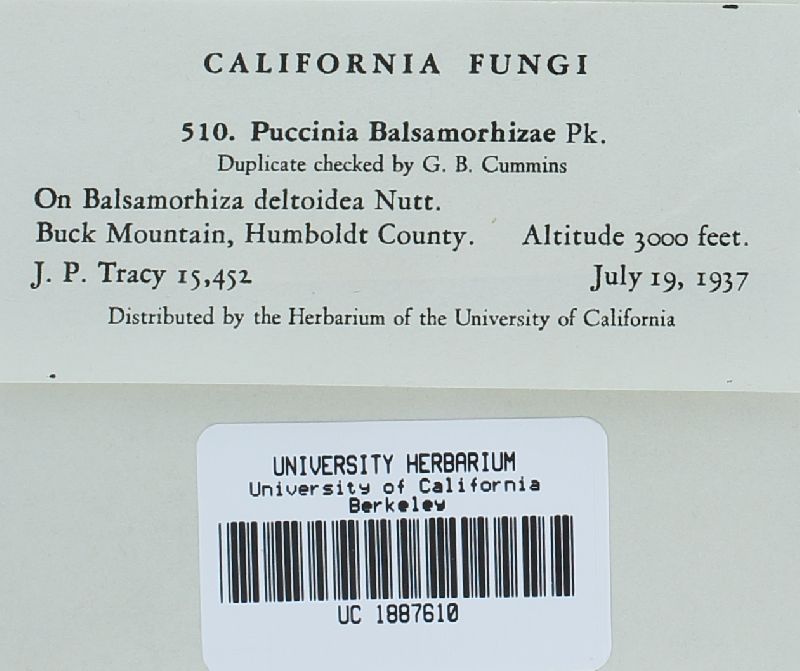 CALIFORNIA FUNGI
510. Puccinia Balsamorhizae Pk.
Duplicate checked by G. B. Cummins
On Balsamorhiza deltoidea Nutt.
Buck Mountain, Humboldt County. Altitude 3000 feet.
J. P. Tracy 15,452 July 19, 1937
Distributed by the Herbarium of the University of California
UNIVERSITY HERBARIUM
University of California
Berkeley
UC 1887610